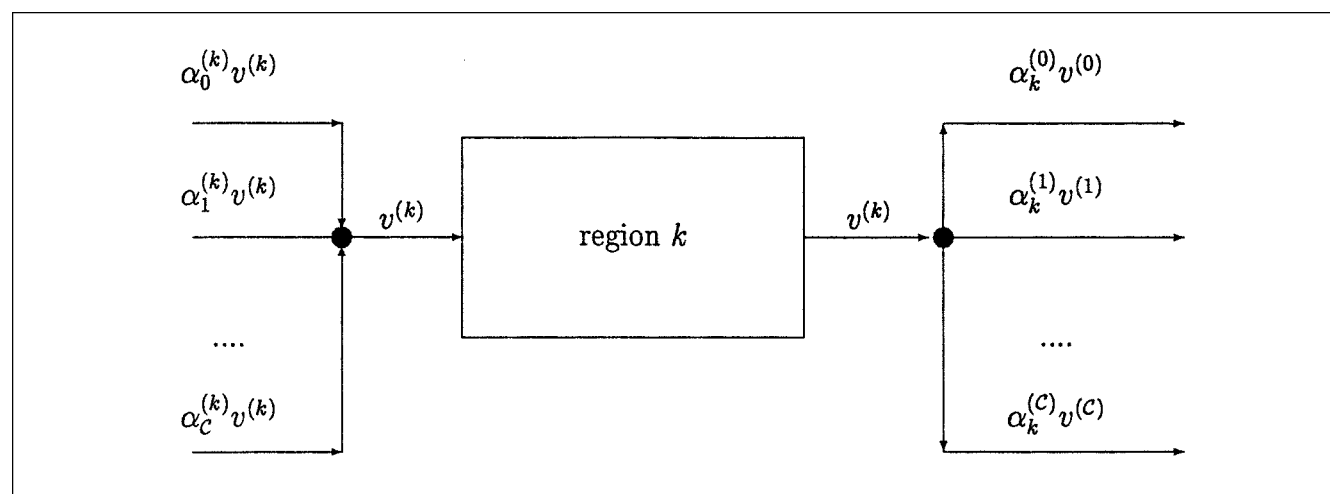 α_0^{(k)} v^{(k)}
α_k^{(0)} v^{(0)}
α_1^{(k)} v^{(k)}
α_k^{(1)} v^{(1)}
v^{(k)}
region k
v^{(k)}
....
....
α_𝒞^{(k)} v^{(k)}
α_k^{(𝒞)} v^{(𝒞)}